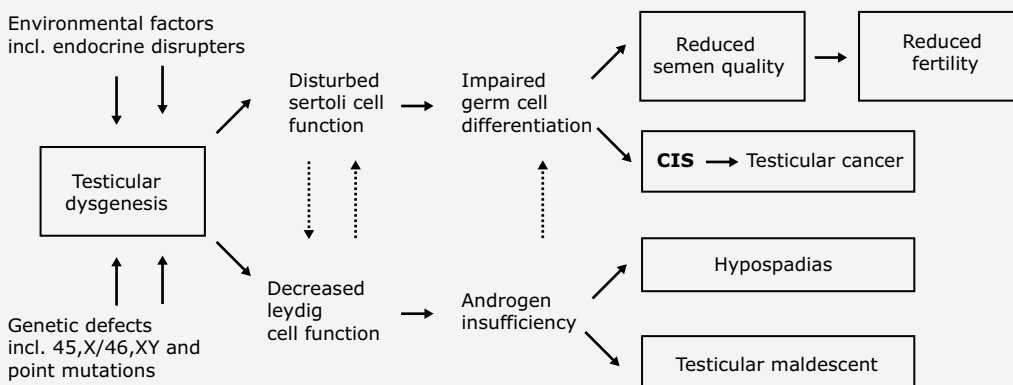 Environmental factors
incl. endocrine disrupters
Testicular
dysgenesis
Genetic defects
incl. 45,X/46,XY and
point mutations
Disturbed
sertoli cell
function
Decreased
leydig
cell function
Impaired
germ cell
differentiation
Androgen
insufficiency
Reduced
semen quality
Reduced
fertility
CIS → Testicular cancer
Hypospadias
Testicular maldescent